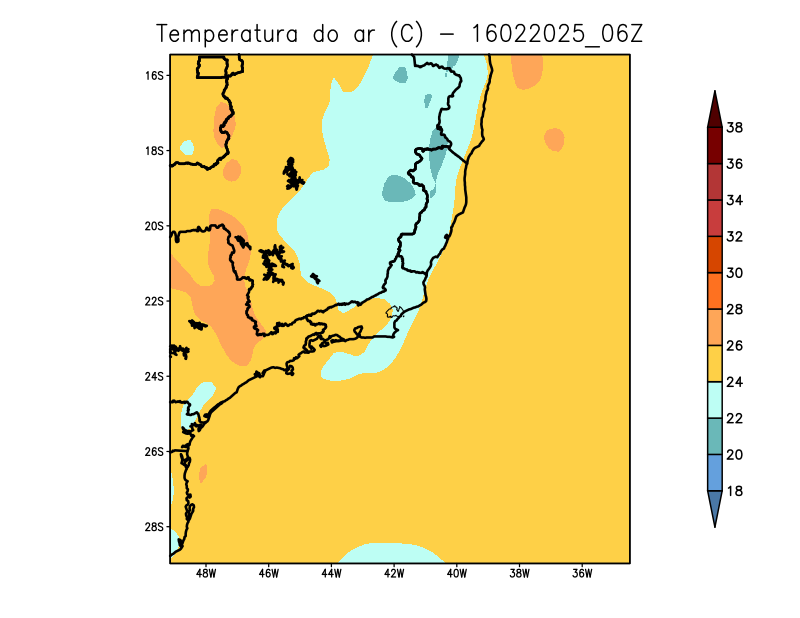 Temperatura do ar (C) – 16022025_06Z
16S
18S
20S
22S
24S
26S
28S
48W 46W 44W 42W 40W 38W 36W
38
36
34
32
30
28
26
24
22
20
18